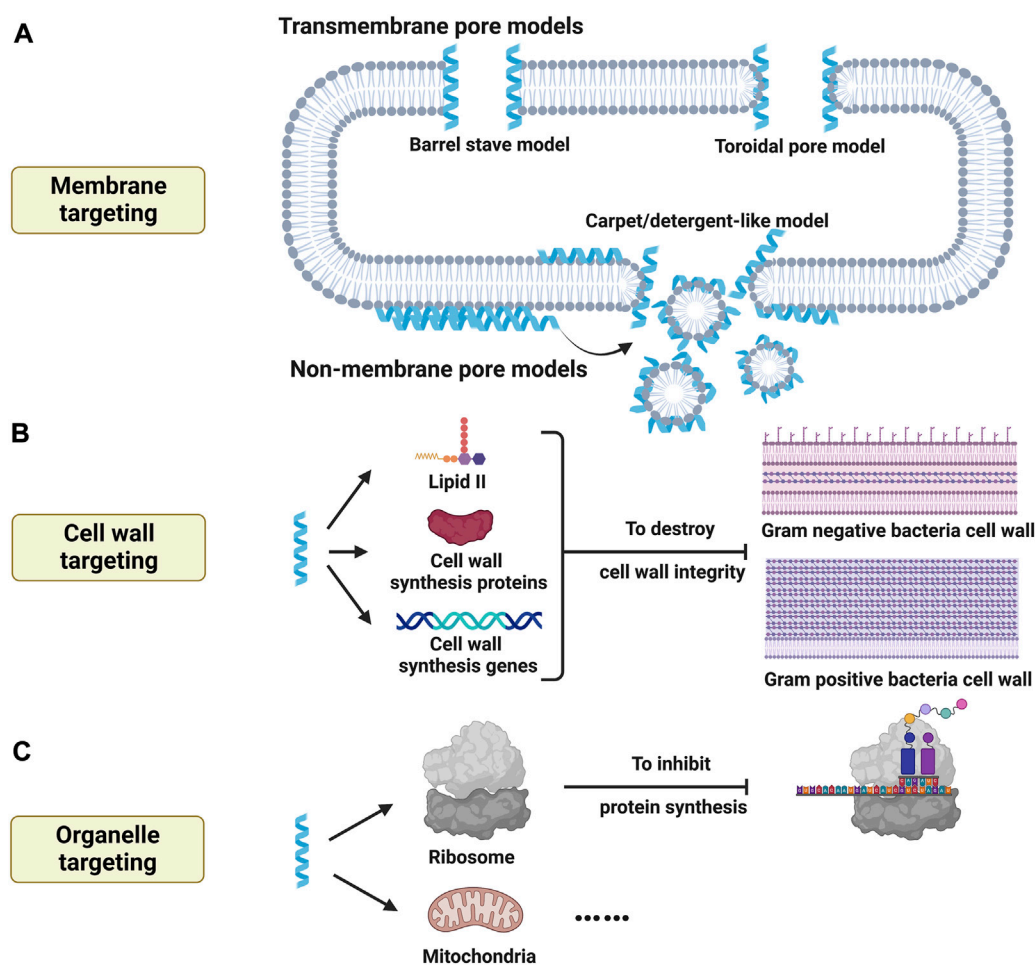 A
Transmembrane pore models
Barrel stave model
Toroidal pore model
Membrane
targeting
Carpet/detergent-like model
Non-membrane pore models
B
Lipid II
Cell wall
targeting
Cell wall
synthesis proteins
Cell wall
synthesis genes
To destroy
cell wall integrity
Gram negative bacteria cell wall
Gram positive bacteria cell wall
C
Organelle
targeting
Ribosome
To inhibit
protein synthesis
Mitochondria
......